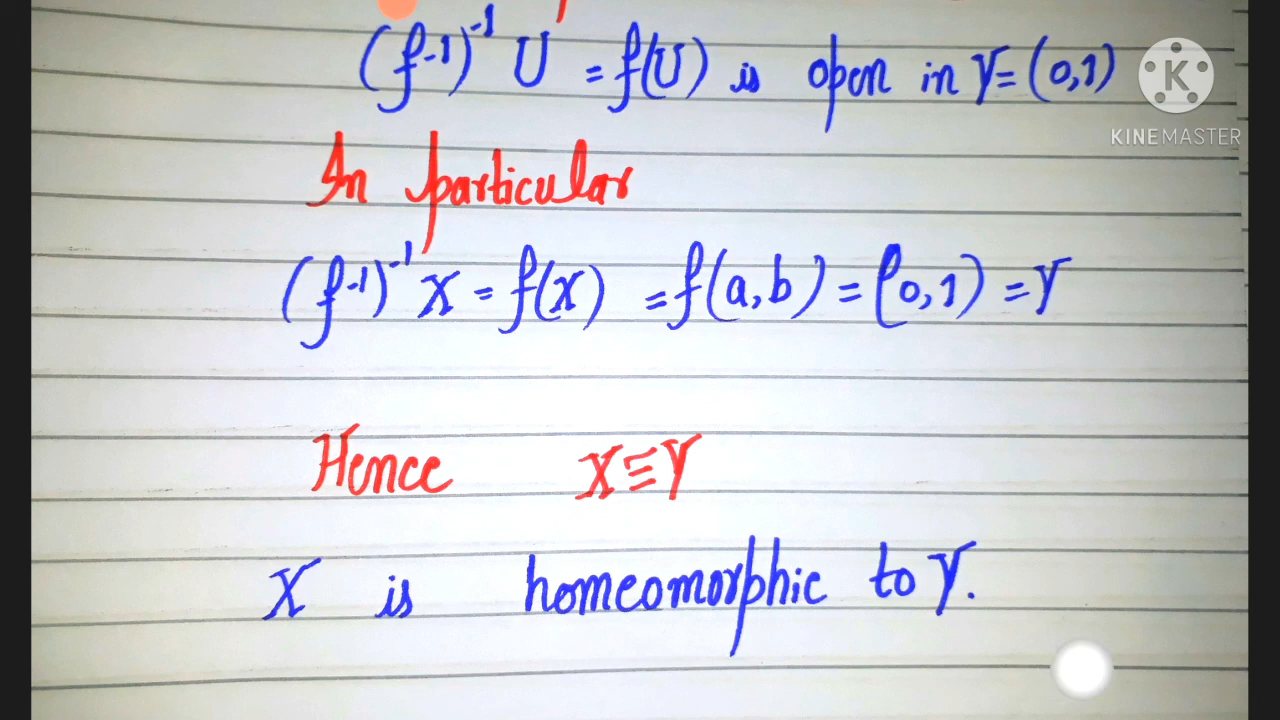 (f-1)-1 U = f(U) is open in Y=(0,1)
K
KINEMASTER
In particular
(f-1)-1 X = f(X) = f(a,b) = (0,1) = Y
Hence X≡Y
X is homeomorphic to Y.